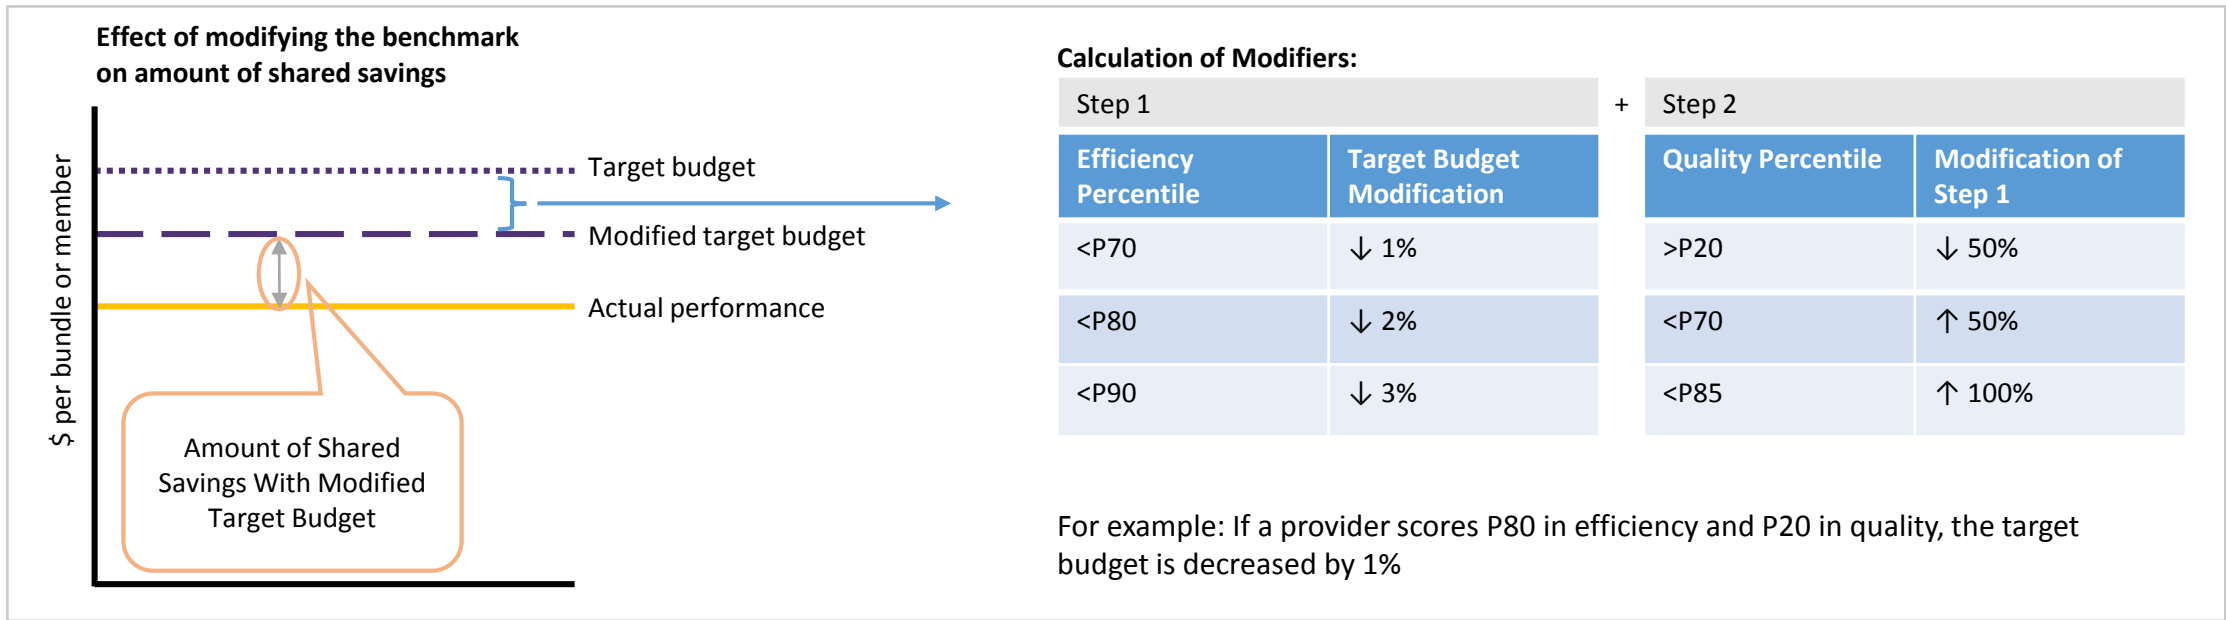 Effect of modifying the benchmark
on amount of shared savings
$ per bundle or member
Target budget
Modified target budget
Actual performance
Amount of Shared
Savings With Modified
Target Budget
Calculation of Modifiers:
Step 1 + Step 2
Efficiency Percentile | Target Budget Modification | Quality Percentile | Modification of Step 1
<P70 ↓ 1% >P20 ↓ 50%
<P80 ↓ 2% <P70 ↑ 50%
<P90 ↓ 3% <P85 ↑ 100%
For example: If a provider scores P80 in efficiency and P20 in quality, the target
budget is decreased by 1%